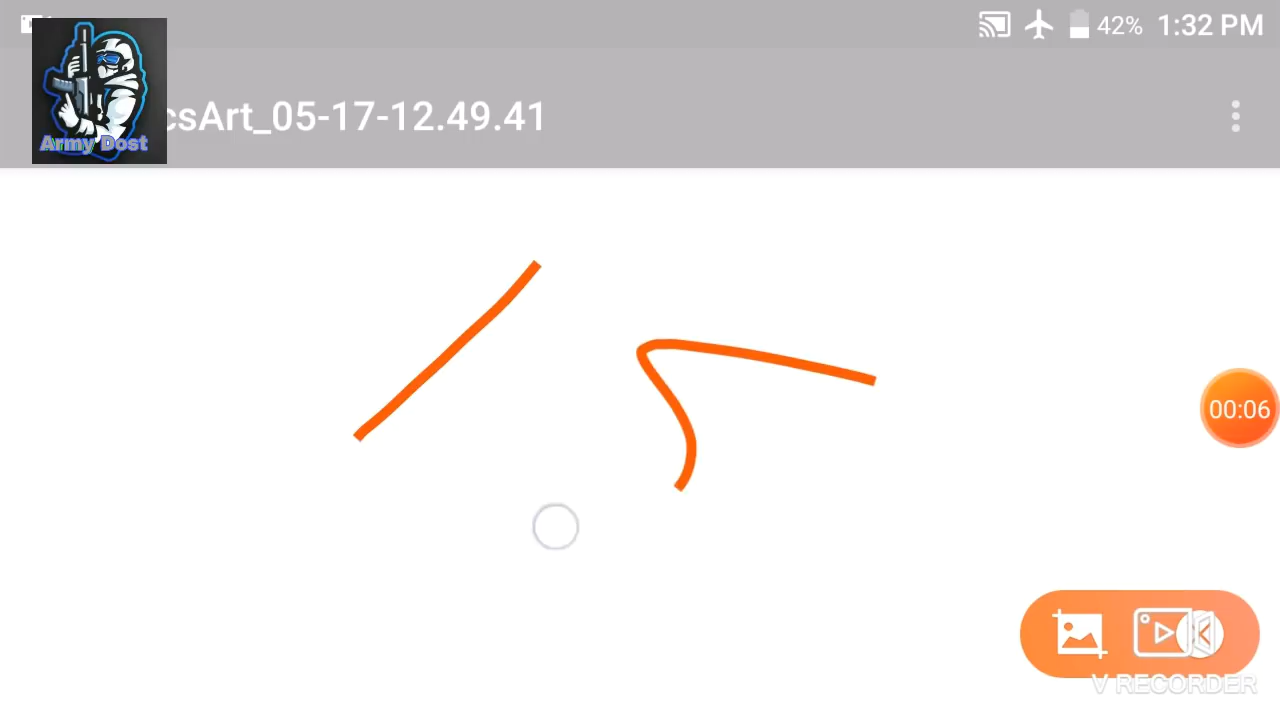 42% 1:32 PM
csArt_05-17-12.49.41
Army Dost
00:06
V RECORDER